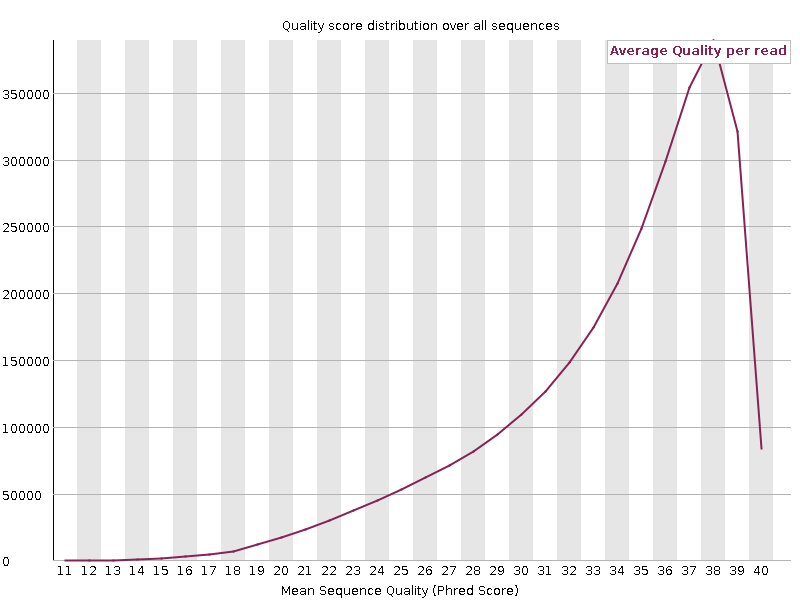 Quality score distribution over all sequences
Average Quality per read
350000
300000
250000
200000
150000
100000
50000
0
11 12 13 14 15 16 17 18 19 20 21 22 23 24 25 26 27 28 29 30 31 32 33 34 35 36 37 38 39 40
Mean Sequence Quality (Phred Score)